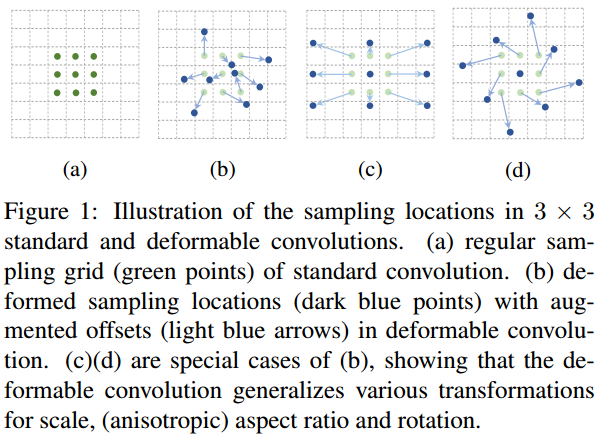 (a) (b) (c) (d)
Figure 1: Illustration of the sampling locations in 3 × 3
standard and deformable convolutions. (a) regular sam-
pling grid (green points) of standard convolution. (b) de-
formed sampling locations (dark blue points) with aug-
mented offsets (light blue arrows) in deformable convolu-
tion. (c)(d) are special cases of (b), showing that the de-
formable convolution generalizes various transformations
for scale, (anisotropic) aspect ratio and rotation.